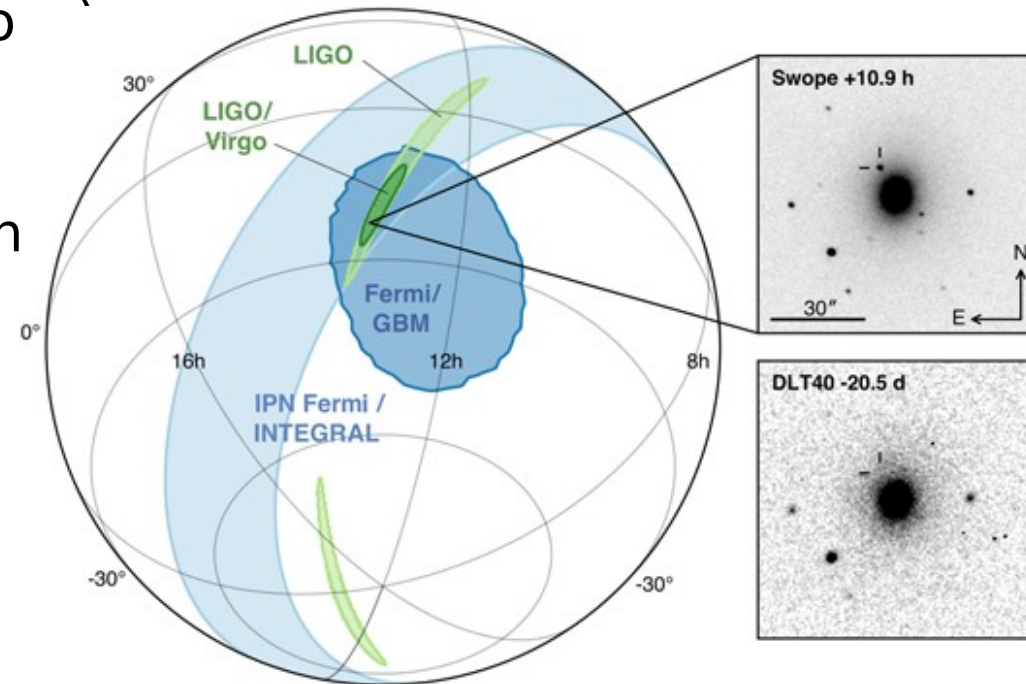 30°
LIGO
LIGO/
Virgo
Fermi/
GBM
0°
16h
12h
8h
IPN Fermi /
INTEGRAL
-30°
-30°
Swope +10.9 h
30″
N
E
DLT40 -20.5 d